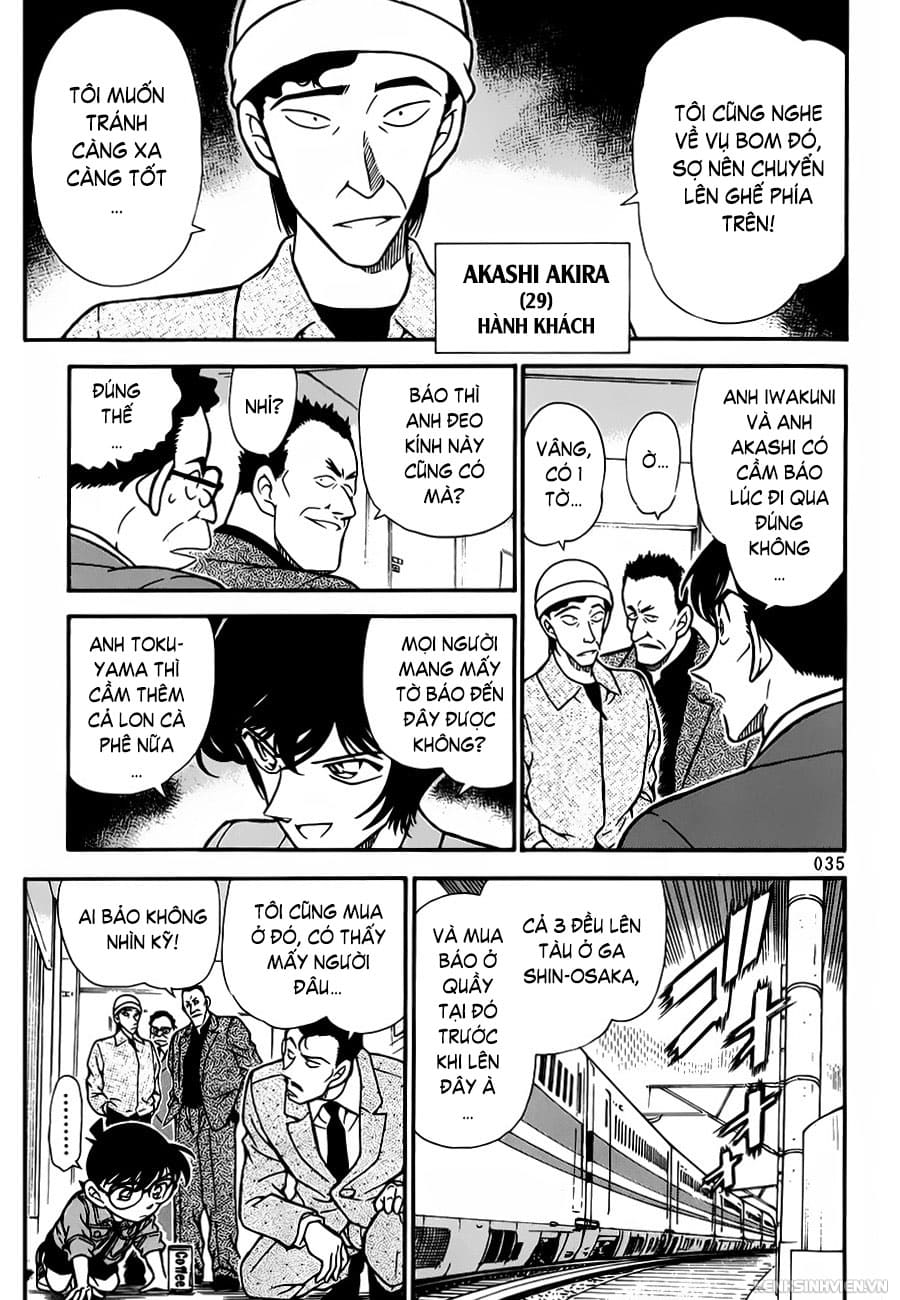 TÔI CŨNG NGHE
VỀ VỤ BOM ĐÓ,
SỢ NÊN CHUYỂN
LÊN GHẾ PHÍA
TRÊN!
TÔI MUỐN
TRÁNH
CÀNG XA
CÀNG TỐT
...
AKASHI AKIRA
(29)
HÀNH KHÁCH
ANH IWAKUNI
VÀ ANH
AKASHI CÓ
CẦM BÁO
LÚC ĐI QUA
ĐÚNG
KHÔNG
...
Ờ...
VÂNG,
CÓ 1
TỜ...
BÁO THÌ
ANH ĐEO
KÍNH NÀY
CŨNG CÓ
MÀ?
NHỈ?
ĐÚNG
THẾ
...
MỌI NGƯỜI
MANG MẤY
TỜ BÁO ĐẾN
ĐÂY ĐƯỢC
KHÔNG?
ANH TOKU-
YAMA THÌ
CẦM THÊM
CẢ LON CÀ
PHÊ NỮA
...
035
CẢ 3 ĐỀU LÊN
TÀU Ở GA
SHIN-OSAKA,
VÀ MUA
BÁO Ở
QUẦY
TẠI ĐÓ
TRƯỚC
KHI LÊN
ĐÂY À
...
TÔI CŨNG MUA
Ở ĐÓ, CÓ THẤY
MẤY NGƯỜI
ĐÂU...
AI BẢO KHÔNG
NHÌN KỸ!
........
Coffee